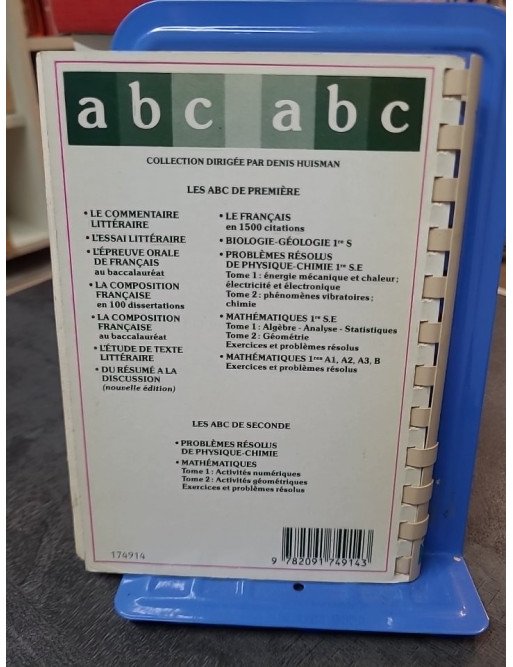 abc abc
COLLECTION DIRIGÉE PAR DENIS HUISMAN
LES ABC DE PREMIÈRE
• LE COMMENTAIRE
LITTÉRAIRE
• L'ESSAI LITTÉRAIRE
• L'ÉPREUVE ORALE
DE FRANÇAIS
au baccalauréat
• LA COMPOSITION
FRANÇAISE
en 100 dissertations
• LA COMPOSITION
FRANÇAISE
au baccalauréat
• L'ÉTUDE DE TEXTE
LITTÉRAIRE
• DU RÉSUMÉ A LA
DISCUSSION
(nouvelle édition)
• LE FRANÇAIS
en 1500 citations
• BIOLOGIE-GÉOLOGIE 1re S
• PROBLÈMES RÉSOLUS
DE PHYSIQUE-CHIMIE 1re S.E
Tome 1 : énergie mécanique et chaleur ;
électricité et électronique
Tome 2 : phénomènes vibratoires ;
chimie
• MATHÉMATIQUES 1re S.E
Tome 1 : Algèbre - Analyse - Statistiques
Tome 2 : Géométrie
Exercices et problèmes résolus
• MATHÉMATIQUES 1res A1, A2, A3, B
Exercices et problèmes résolus
LES ABC DE SECONDE
• PROBLÈMES RÉSOLUS
DE PHYSIQUE-CHIMIE
• MATHÉMATIQUES
Tome 1 : Activités numériques
Tome 2 : Activités géométriques
Exercices et problèmes résolus
174914
9 782091 749143